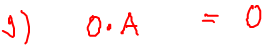 g) 0·A = 0